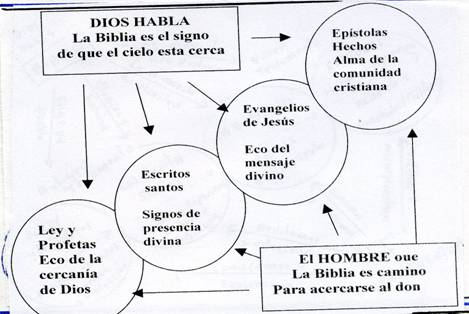 DIOS HABLA
La Biblia es el signo
de que el cielo esta cerca
Epístolas
Hechos
Alma de la
comunidad
cristiana
Evangelios
de Jesús
Eco del
mensaje
divino
Escritos
santos
Signos de
presencia
divina
Ley y
Profetas
Eco de la
cercanía
de Dios
El HOMBRE oue
La Biblia es camino
Para acercarse al don